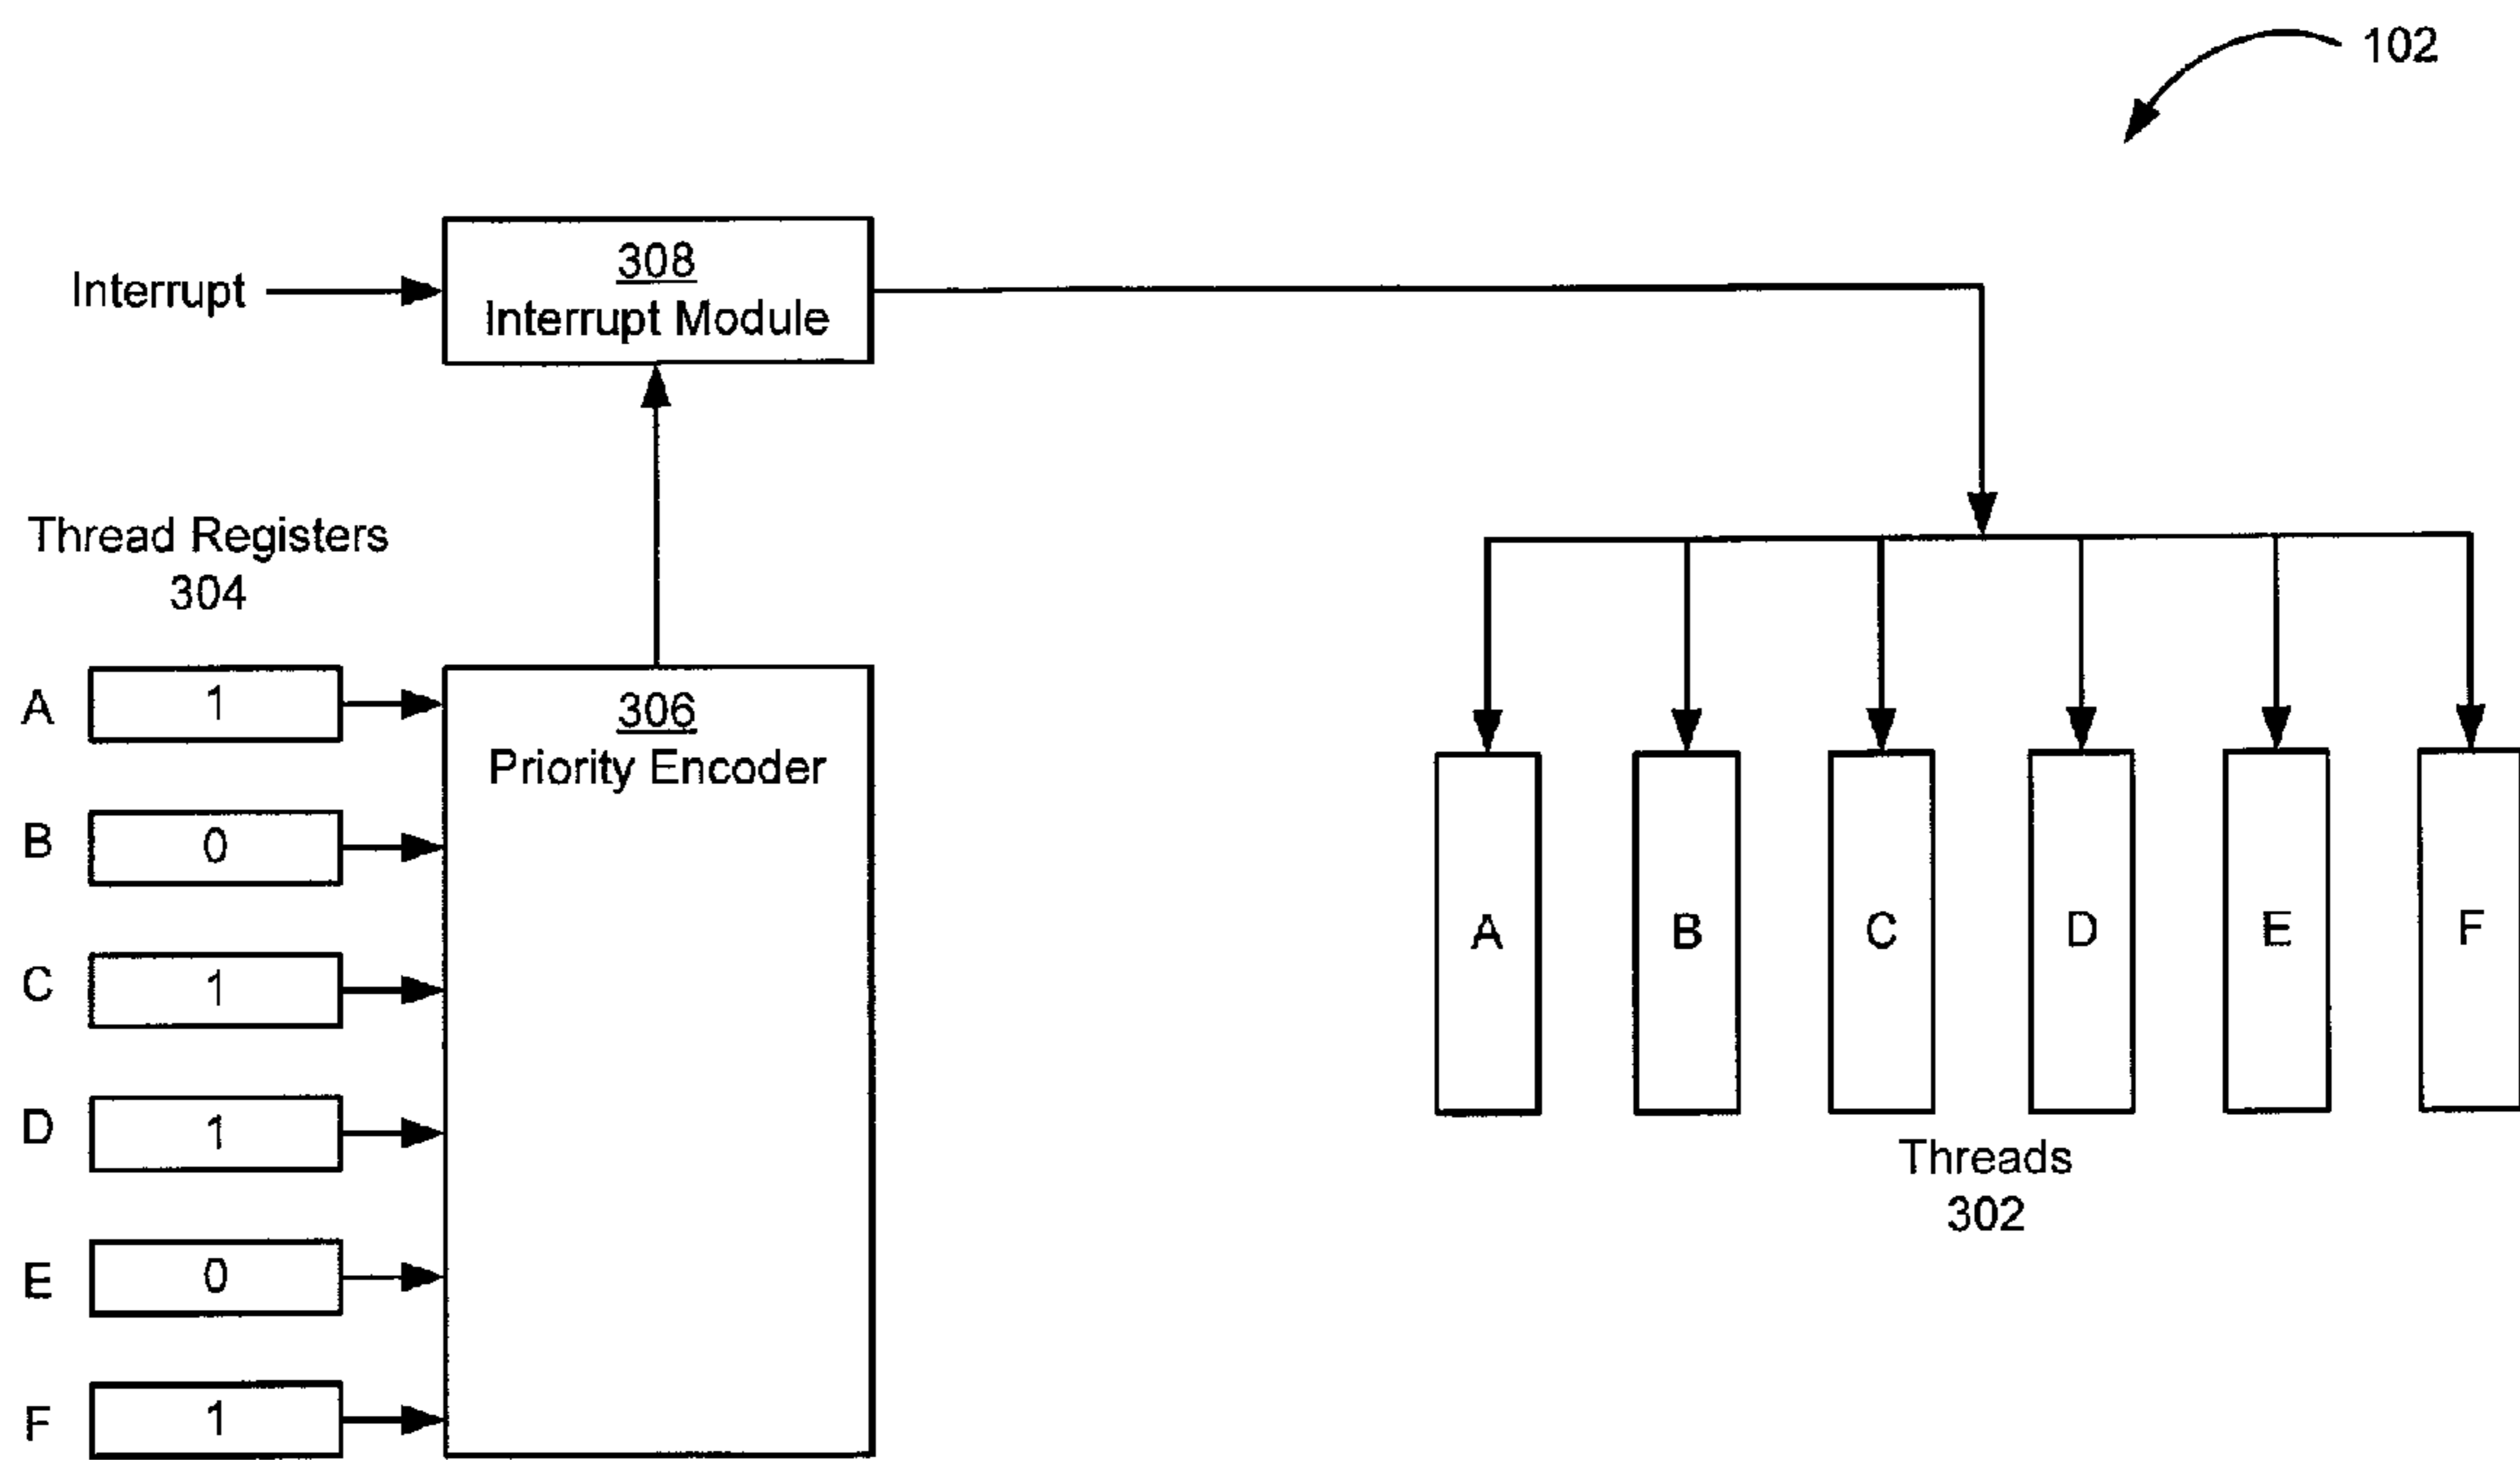 102
308
Interrupt
Interrupt Module
Thread Registers
304
A
1
306
Priority Encoder
B
0
C
1
D
1
E
0
F
1
A
B
C
D
E
F
Threads
302